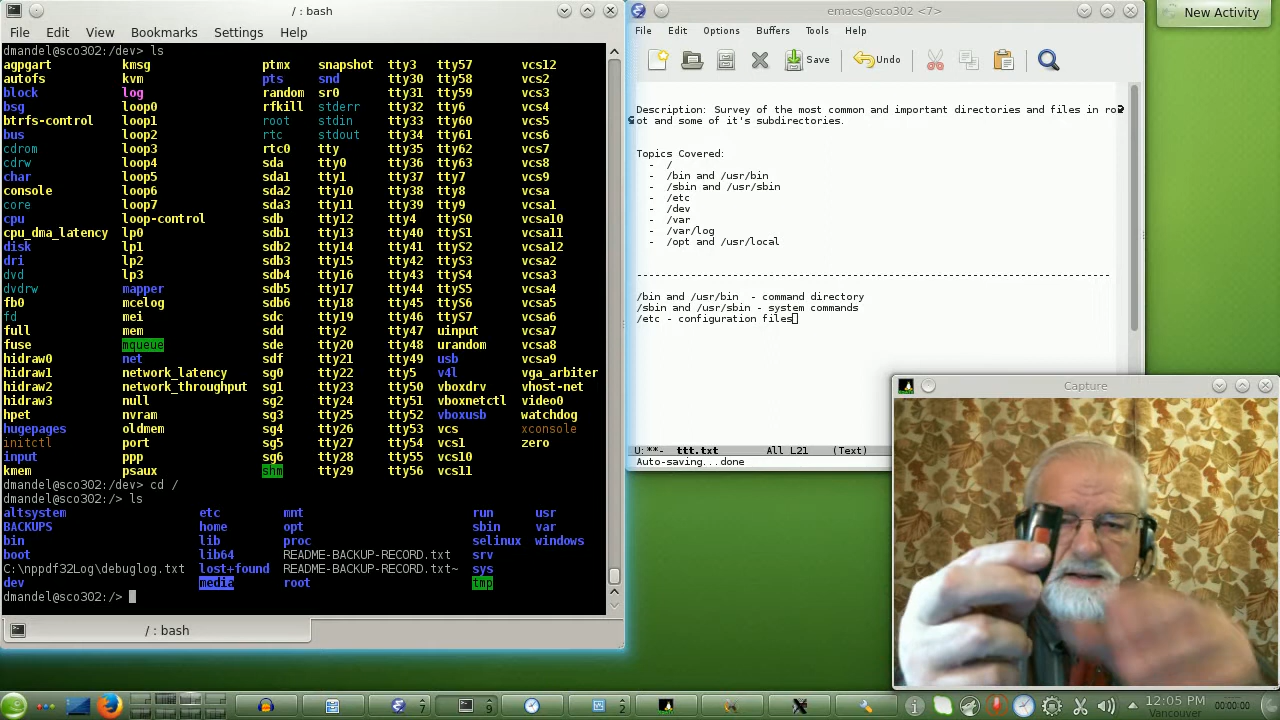 / : bash
File Edit View Bookmarks Settings Help
dmandel@sco302:/dev> ls
agpgart kmsg ptmx snapshot tty3 tty57 vcs12
autofs kvm pts snd tty30 tty58 vcs2
block log random sr0 tty31 tty59 vcs3
bsg loop0 rfkill stderr tty32 tty6 vcs4
btrfs-control loop1 root stdin tty33 tty60 vcs5
bus loop2 rtc stdout tty34 tty61 vcs6
cdrom loop3 rtc0 tty tty35 tty62 vcs7
cdrw loop4 sda tty0 tty36 tty63 vcs8
char loop5 sda1 tty1 tty37 tty7 vcs9
console loop6 sda2 tty10 tty38 tty8 vcsa
core loop7 sda3 tty11 tty39 tty9 vcsa1
cpu loop-control sdb tty12 tty4 ttyS0 vcsa10
cpu_dma_latency lp0 sdb1 tty13 tty40 ttyS1 vcsa11
disk lp1 sdb2 tty14 tty41 ttyS2 vcsa12
dri lp2 sdb3 tty15 tty42 ttyS3 vcsa2
dvd lp3 sdb4 tty16 tty43 ttyS4 vcsa3
dvdrw mapper sdb5 tty17 tty44 ttyS5 vcsa4
fb0 mcelog sdb6 tty18 tty45 ttyS6 vcsa5
fd mei sdc tty19 tty46 ttyS7 vcsa6
full mem sdd tty2 tty47 uinput vcsa7
fuse mqueue sde tty20 tty48 urandom vcsa8
hidraw0 net sdf tty21 tty49 usb vcsa9
hidraw1 network_latency sg0 tty22 tty5 v4l vga_arbiter
hidraw2 network_throughput sg1 tty23 tty50 vboxdrv vhost-net
hidraw3 null sg2 tty24 tty51 vboxnetctl video0
hpet nvram sg3 tty25 tty52 vboxusb watchdog
hugepages oldmem sg4 tty26 tty53 vcs xconsole
initctl port sg5 tty27 tty54 vcs1 zero
input ppp sg6 tty28 tty55 vcs10
kmem psaux shm tty29 tty56 vcs11
dmandel@sco302:/dev> cd /
dmandel@sco302:/> ls
altsystem etc mnt run usr
BACKUPS home opt sbin var
bin lib proc selinux windows
boot lib64 README-BACKUP-RECORD.txt srv
C:\nppdf32Log\debuglog.txt lost+found README-BACKUP-RECORD.txt~ sys
dev media root tmp
dmandel@sco302:/>
/ : bash
emacs@sco302 <7>
File Edit Options Buffers Tools Help
Save Undo
Description: Survey of the most common and important directories and files in ro
ot and some of it's subdirectories.
Topics Covered:
- /
- /bin and /usr/bin
- /sbin and /usr/sbin
- /etc
- /dev
- /var
- /var/log
- /opt and /usr/local
--------------------------------------------------------------------------------
/bin and /usr/bin - command directory
/sbin and /usr/sbin - system commands
/etc - configuration files
U:**- ttt.txt All L21 (Text)
Auto-saving...done
New Activity
Capture
7 9 2
12:05 PM
Vancouver
00:00:00